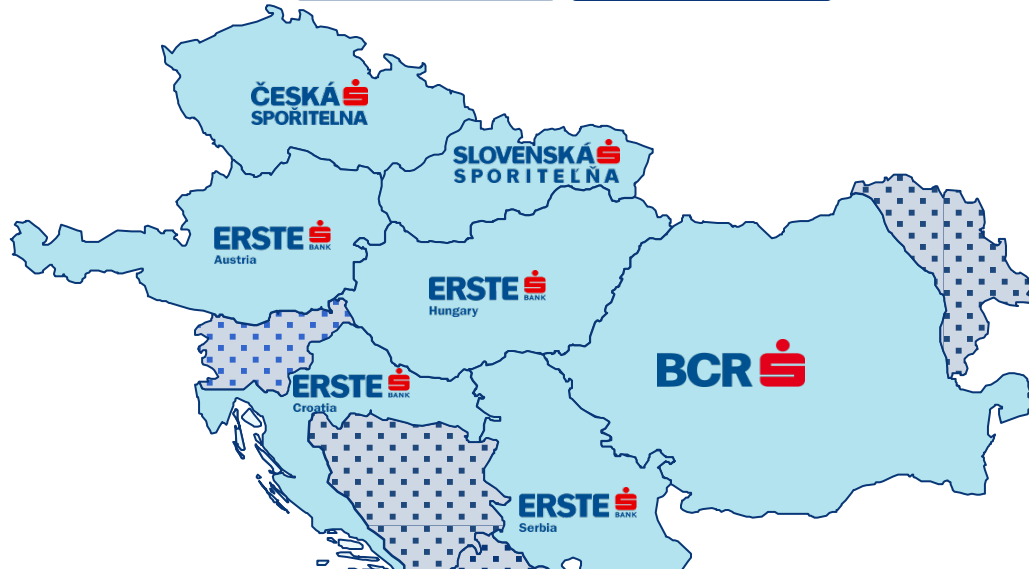 ČESKÁ
SPOŘITELNA
SLOVENSKÁ
SPORITEĽŇA
ERSTE
BANK
Austria
ERSTE
BANK
Hungary
BCR
ERSTE
BANK
Croatia
ERSTE
BANK
Serbia